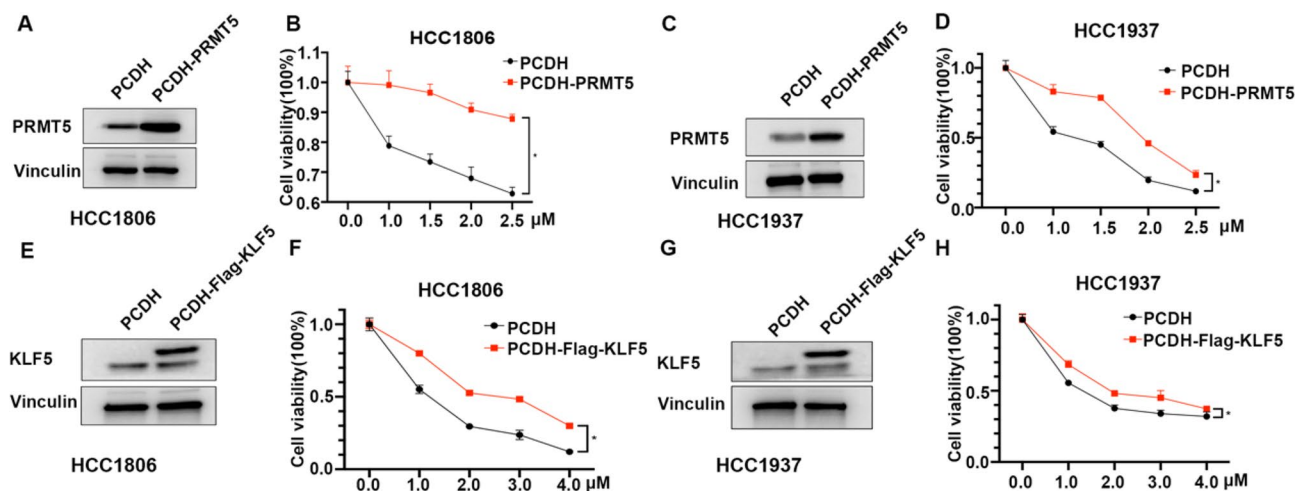 A
PCDH
PCDH-PRMT5
PRMT5
Vinculin
HCC1806
B
HCC1806
PCDH
PCDH-PRMT5
Cell viability(100%)
1.1
1.0
0.9
0.8
0.7
0.6
*
0.0 1.0 1.5 2.0 2.5 μM
C
PCDH
PCDH-PRMT5
PRMT5
Vinculin
HCC1937
D
HCC1937
PCDH
PCDH-PRMT5
Cell viability(100%)
1.0
0.5
0.0
*
0.0 1.0 1.5 2.0 2.5 μM
E
PCDH
PCDH-Flag-KLF5
KLF5
Vinculin
HCC1806
F
HCC1806
PCDH
PCDH-Flag-KLF5
Cell viability(100%)
1.0
0.5
0.0
*
0.0 1.0 2.0 3.0 4.0 μM
G
PCDH
PCDH-Flag-KLF5
KLF5
Vinculin
HCC1937
H
HCC1937
PCDH
PCDH-Flag-KLF5
Cell viability(100%)
1.0
0.5
0.0
*
0.0 1.0 2.0 3.0 4.0 μM